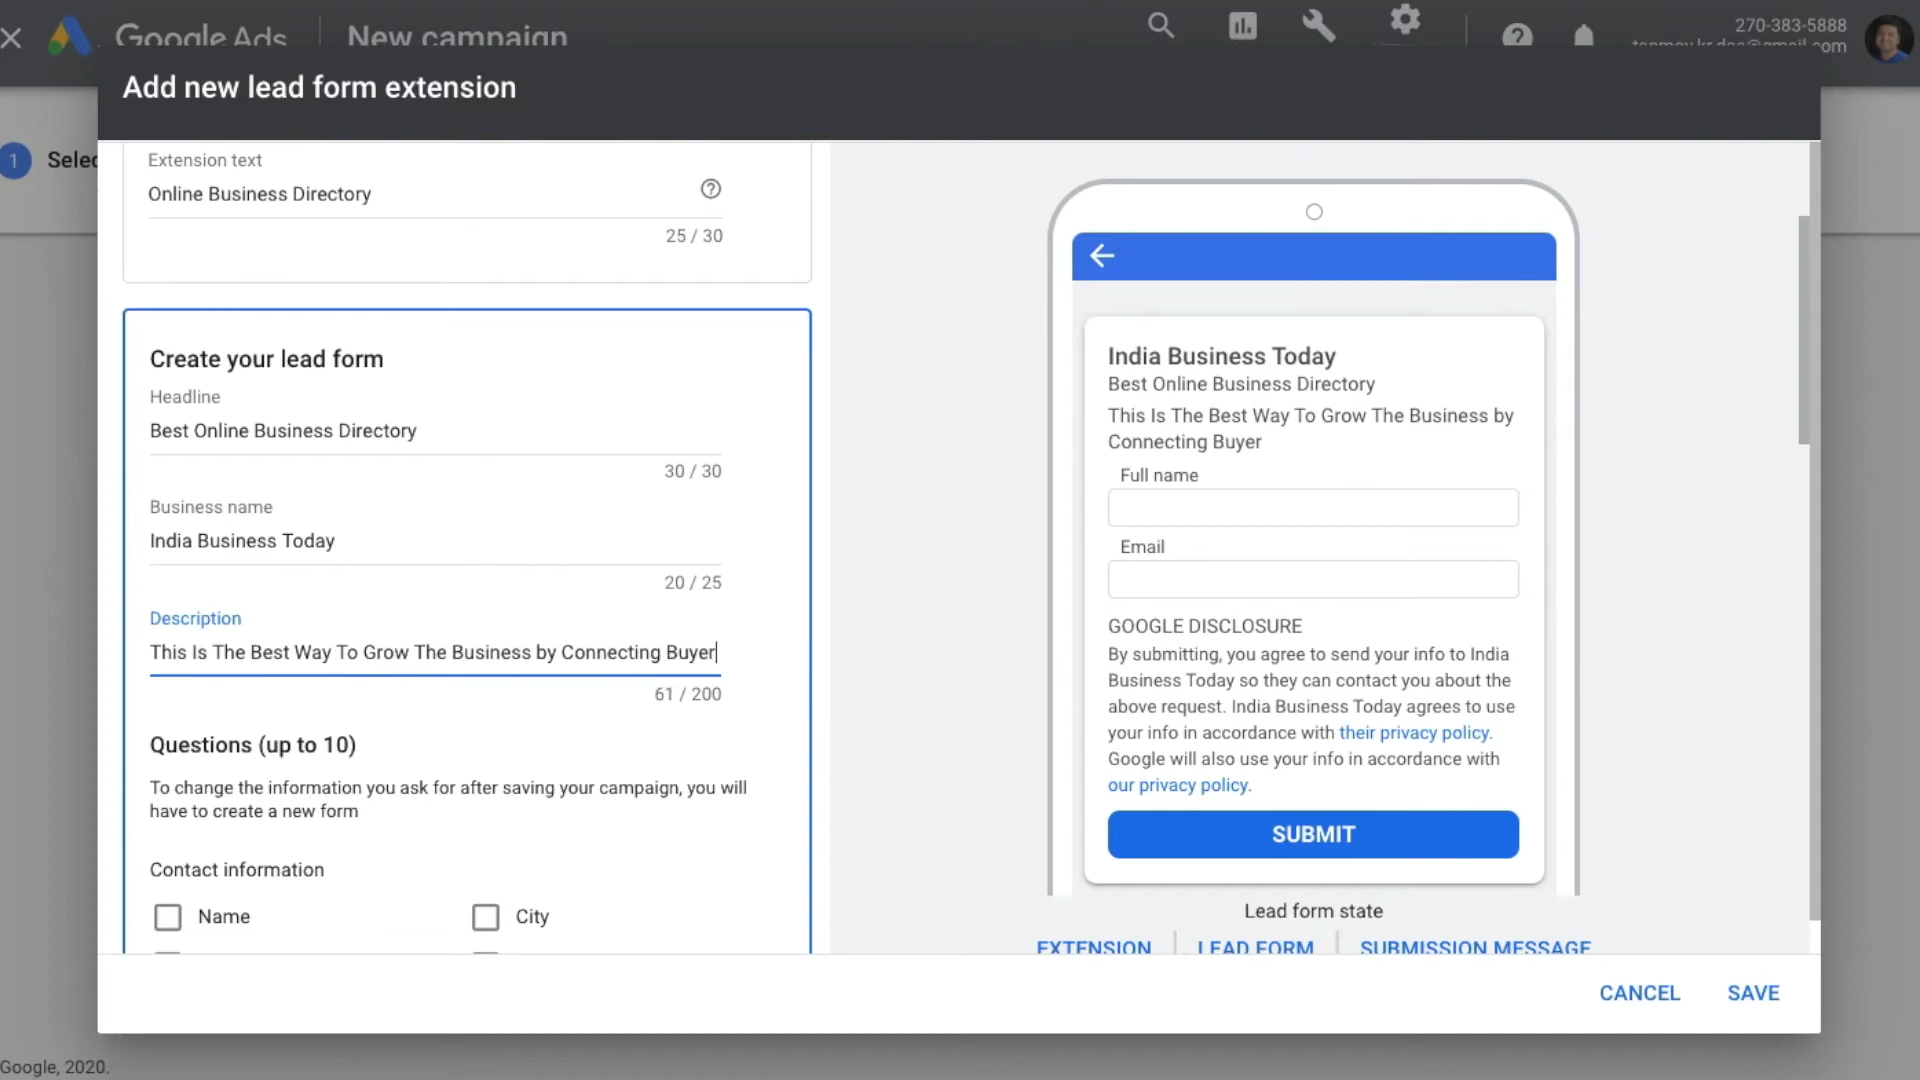 Google Ads
New campaign
270-383-5888
Add new lead form extension
1
Extension text
Online Business Directory
25 / 30
Create your lead form
Headline
Best Online Business Directory
30 / 30
Business name
India Business Today
20 / 25
Description
This Is The Best Way To Grow The Business by Connecting Buyer
61 / 200
Questions (up to 10)
To change the information you ask for after saving your campaign, you will
have to create a new form
Contact information
Name
City
India Business Today
Best Online Business Directory
This Is The Best Way To Grow The Business by
Connecting Buyer
Full name
Email
GOOGLE DISCLOSURE
By submitting, you agree to send your info to India
Business Today so they can contact you about the
above request. India Business Today agrees to use
your info in accordance with their privacy policy.
Google will also use your info in accordance with
our privacy policy.
SUBMIT
Lead form state
EXTENSION
LEAD FORM
SUBMISSION MESSAGE
CANCEL
SAVE
Google, 2020.